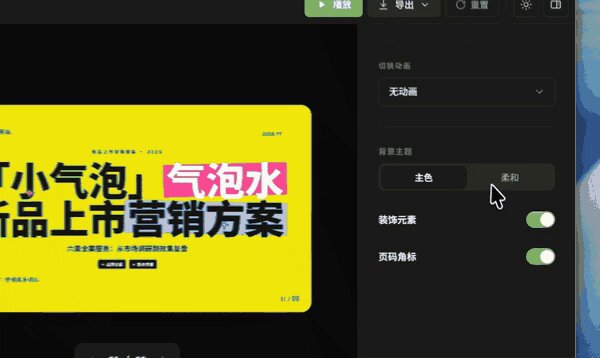 播放
导出
重置
切换动画
无动画
背景主题
主色
柔和
装饰元素
页码角标
「小气泡」气泡水
新品上市营销方案